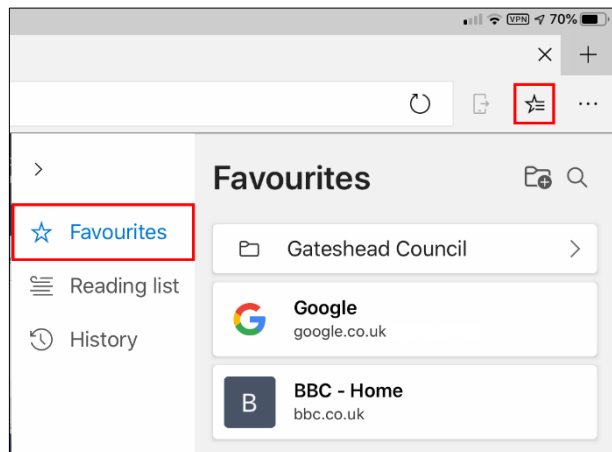 VPN 70%
Favourites
Favourites
Reading list
History
Gateshead Council
Google
google.co.uk
B
BBC - Home
bbc.co.uk